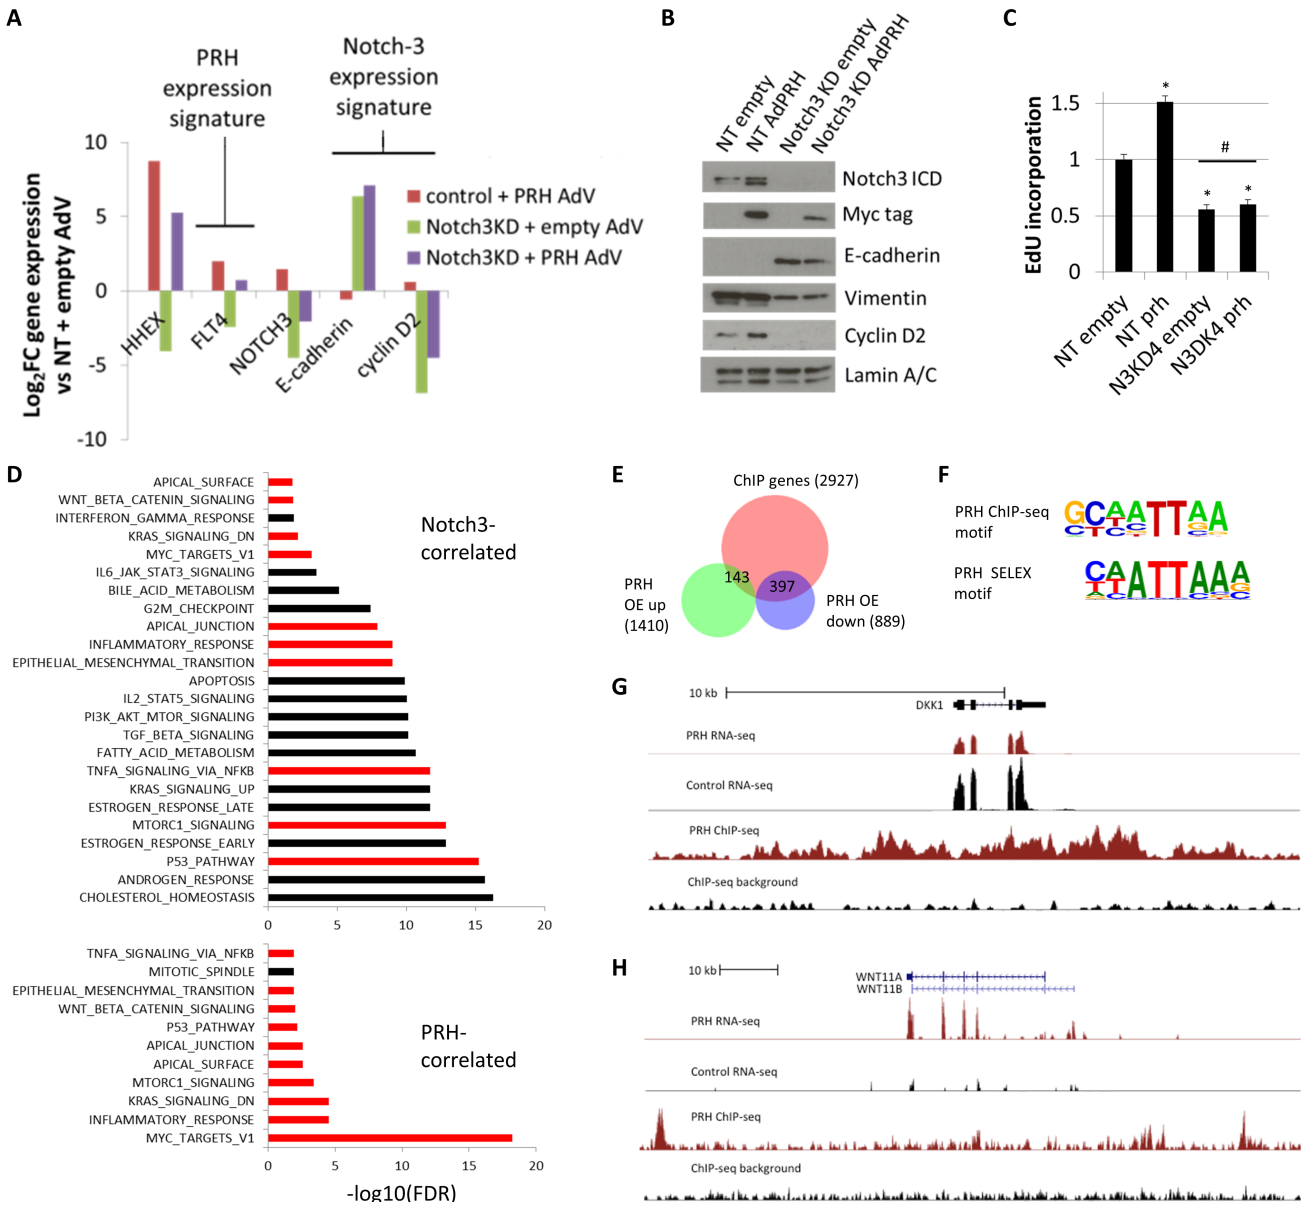 A
PRH
expression
signature
Notch-3
expression
signature
Log2FC gene expression
vs NT + empty AdV
10
5
0
-5
-10
HHEX
FLT4
NOTCH3
E-cadherin
cyclin D2
control + PRH AdV
Notch3KD + empty AdV
Notch3KD + PRH AdV
B
NT empty
NT AdPRH
Notch3 KD empty
Notch3 KD AdPRH
Notch3 ICD
Myc tag
E-cadherin
Vimentin
Cyclin D2
Lamin A/C
C
EdU incorporation
1.5
1
0.5
0
*
*
*
#
NT empty
NT prh
N3KD4 empty
N3DK4 prh
D
APICAL_SURFACE
WNT_BETA_CATENIN_SIGNALING
INTERFERON_GAMMA_RESPONSE
KRAS_SIGNALING_DN
MYC_TARGETS_V1
IL6_JAK_STAT3_SIGNALING
BILE_ACID_METABOLISM
G2M_CHECKPOINT
APICAL_JUNCTION
INFLAMMATORY_RESPONSE
EPITHELIAL_MESENCHYMAL_TRANSITION
APOPTOSIS
IL2_STAT5_SIGNALING
PI3K_AKT_MTOR_SIGNALING
TGF_BETA_SIGNALING
FATTY_ACID_METABOLISM
TNFA_SIGNALING_VIA_NFKB
KRAS_SIGNALING_UP
ESTROGEN_RESPONSE_LATE
MTORC1_SIGNALING
ESTROGEN_RESPONSE_EARLY
P53_PATHWAY
ANDROGEN_RESPONSE
CHOLESTEROL_HOMEOSTASIS
0 5 10 15 20
Notch3-
correlated
TNFA_SIGNALING_VIA_NFKB
MITOTIC_SPINDLE
EPITHELIAL_MESENCHYMAL_TRANSITION
WNT_BETA_CATENIN_SIGNALING
P53_PATHWAY
APICAL_JUNCTION
APICAL_SURFACE
MTORC1_SIGNALING
KRAS_SIGNALING_DN
INFLAMMATORY_RESPONSE
MYC_TARGETS_V1
0 5 10 15 20
-log10(FDR)
PRH-
correlated
E
ChIP genes (2927)
143
397
PRH
OE up
(1410)
PRH OE
down (889)
F
PRH ChIP-seq
motif
PRH SELEX
motif
G
10 kb
DKK1
PRH RNA-seq
Control RNA-seq
PRH ChIP-seq
ChIP-seq background
H
10 kb
WNT11A
WNT11B
PRH RNA-seq
Control RNA-seq
PRH ChIP-seq
ChIP-seq background